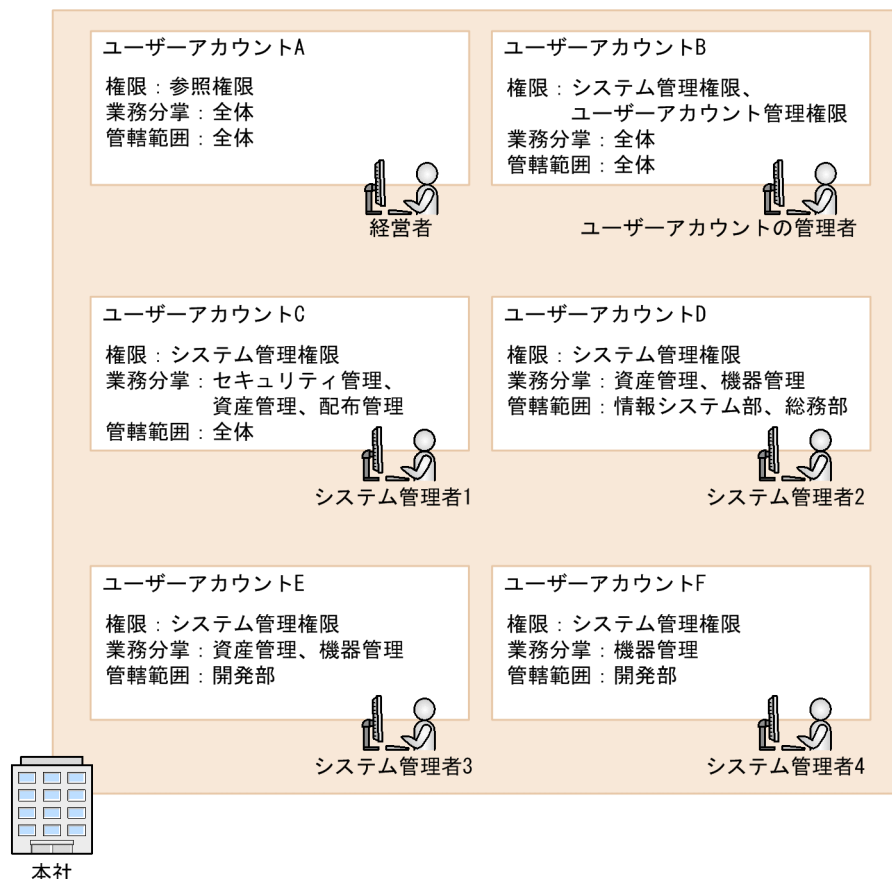 ユーザーアカウントA
権限：参照権限
業務分掌：全体
管轄範囲：全体
経営者
ユーザーアカウントB
権限：システム管理権限、
ユーザーアカウント管理権限
業務分掌：全体
管轄範囲：全体
ユーザーアカウントの管理者
ユーザーアカウントC
権限：システム管理権限
業務分掌：セキュリティ管理、
資産管理、配布管理
管轄範囲：全体
システム管理者1
ユーザーアカウントD
権限：システム管理権限
業務分掌：資産管理、機器管理
管轄範囲：情報システム部、総務部
システム管理者2
ユーザーアカウントE
権限：システム管理権限
業務分掌：資産管理、機器管理
管轄範囲：開発部
システム管理者3
ユーザーアカウントF
権限：システム管理権限
業務分掌：機器管理
管轄範囲：開発部
システム管理者4
本社